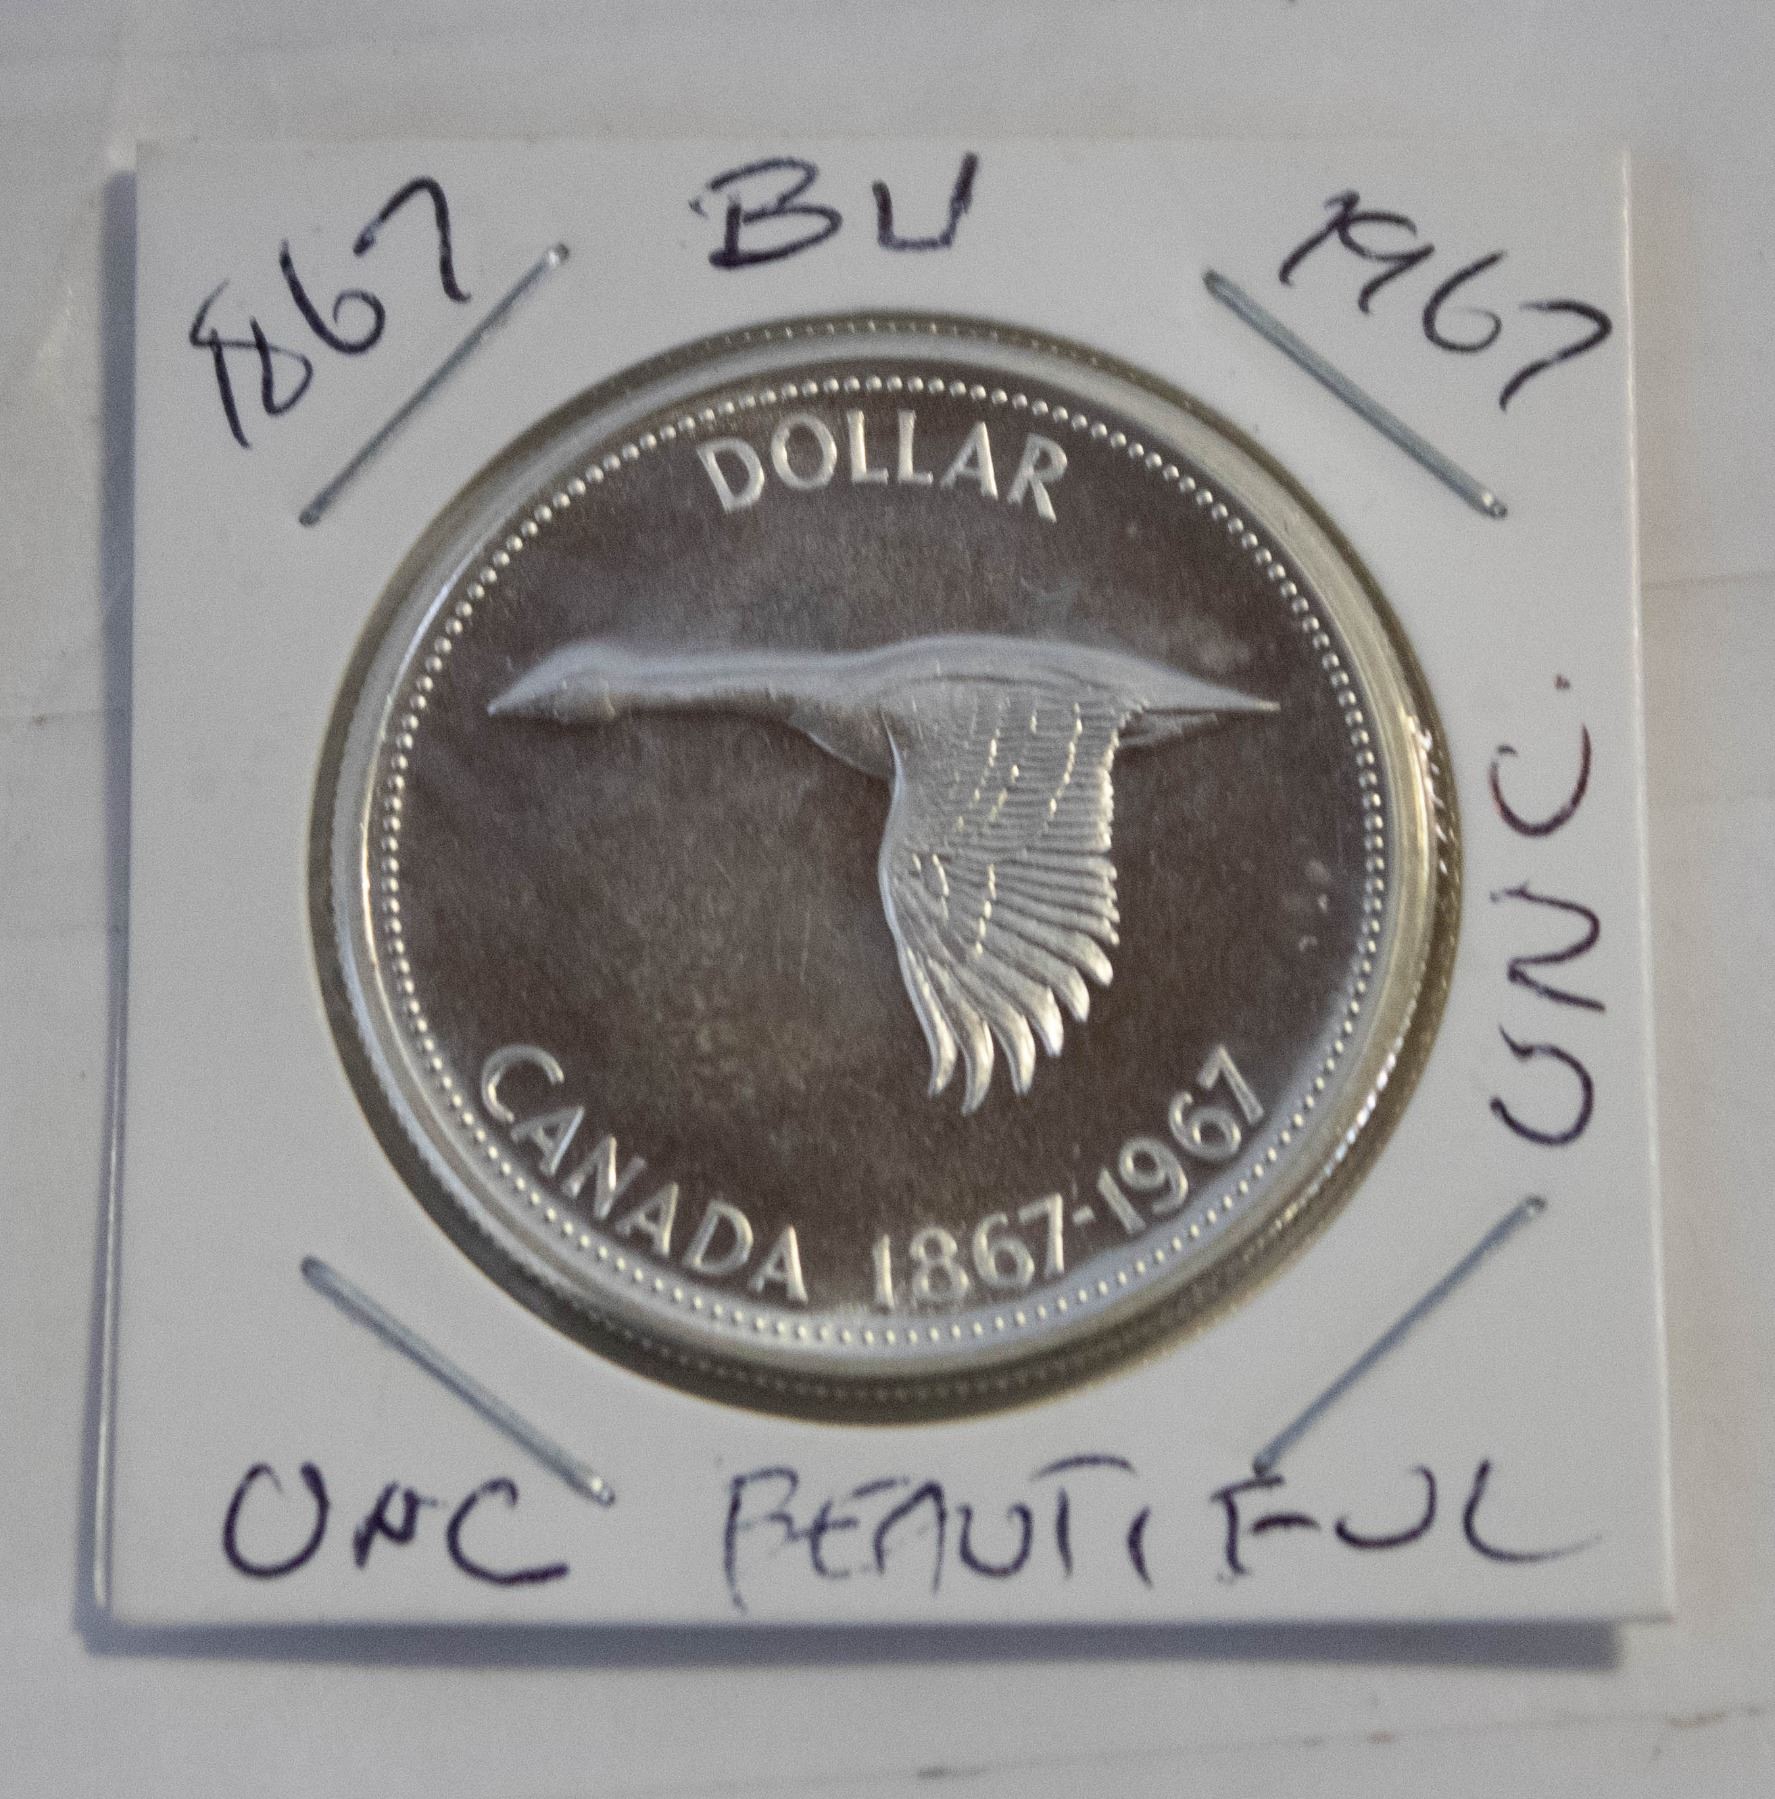 1867 BU 1967
DOLLAR
CANADA 1867-1967
UNC.
UNC BEAUTIFUL